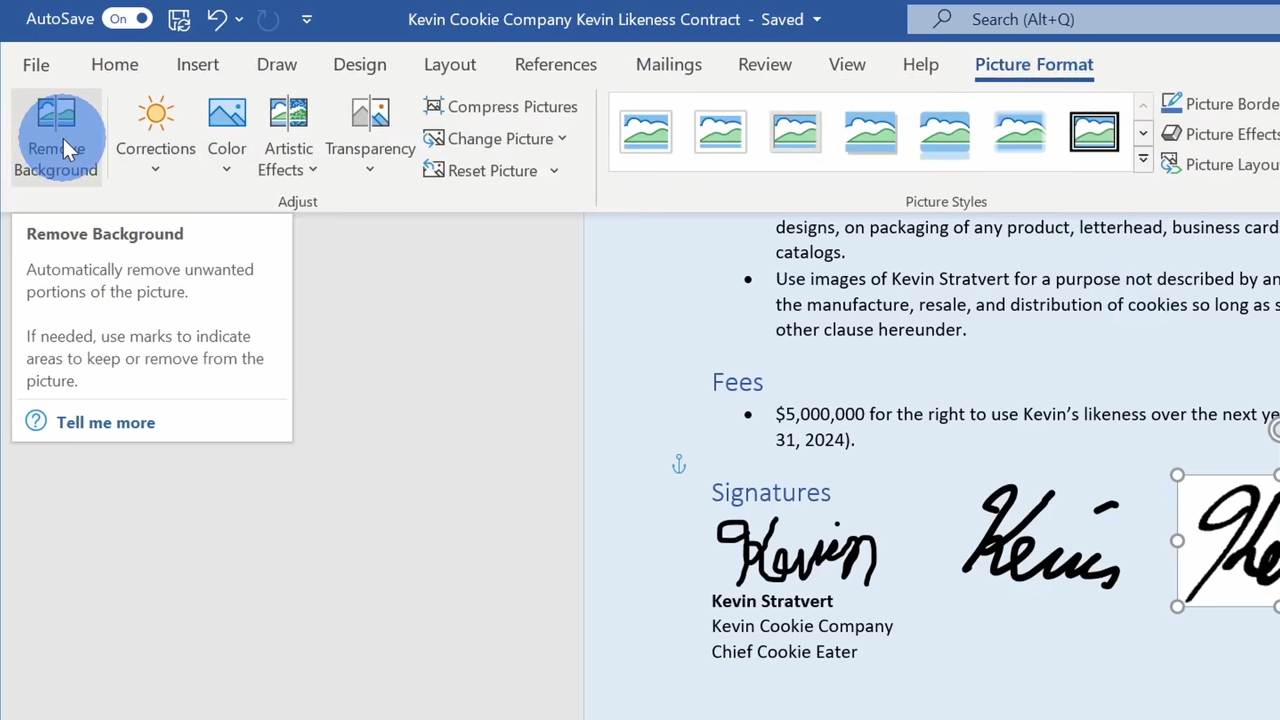 AutoSave On Kevin Cookie Company Kevin Likeness Contract - Saved Search (Alt+Q)
File Home Insert Draw Design Layout References Mailings Review View Help Picture Format
Remove Background
Corrections
Color
Artistic Effects
Transparency
Compress Pictures
Change Picture
Reset Picture
Adjust
Picture Styles
Picture Borde
Picture Effects
Picture Layou
Remove Background
Automatically remove unwanted
portions of the picture.
If needed, use marks to indicate
areas to keep or remove from the
picture.
Tell me more
designs, on packaging of any product, letterhead, business card
catalogs.
• Use images of Kevin Stratvert for a purpose not described by an
the manufacture, resale, and distribution of cookies so long as s
other clause hereunder.
Fees
• $5,000,000 for the right to use Kevin’s likeness over the next ye
31, 2024).
Signatures
Kevin Kevin
Kevin Stratvert
Kevin Cookie Company
Chief Cookie Eater